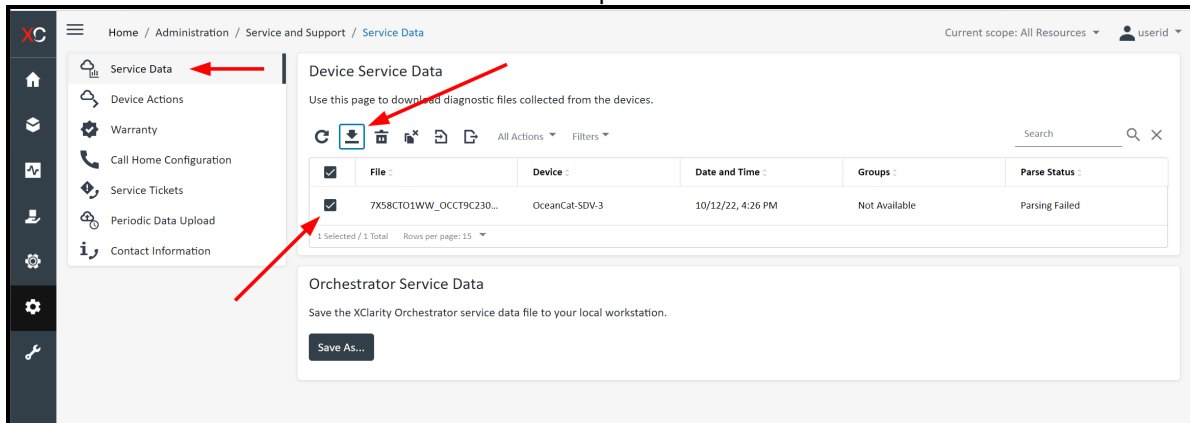 XC
Home / Administration / Service and Support / Service Data
Current scope: All Resources
userid
Service Data
Device Actions
Warranty
Call Home Configuration
Service Tickets
Periodic Data Upload
Contact Information
Device Service Data
Use this page to download diagnostic files collected from the devices.
All Actions
Filters
Search
File
Device
Date and Time
Groups
Parse Status
7X58CTO1WW_OCCT9C230...
OceanCat-SDV-3
10/12/22, 4:26 PM
Not Available
Parsing Failed
1 Selected / 1 Total
Rows per page: 15
Orchestrator Service Data
Save the XClarity Orchestrator service data file to your local workstation.
Save As...